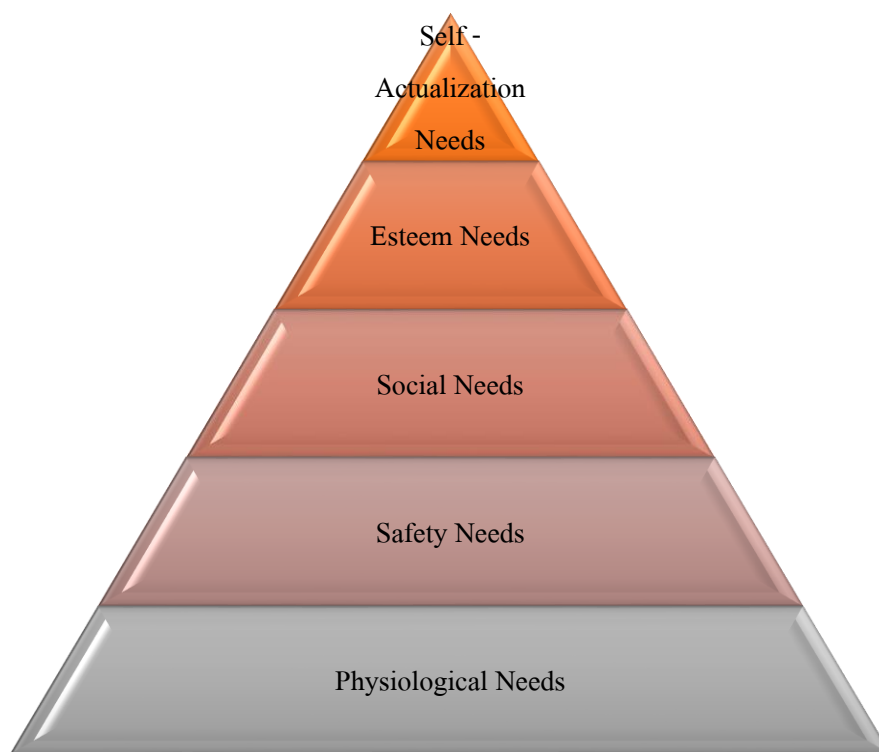 Self -
Actualization
Needs
Esteem Needs
Social Needs
Safety Needs
Physiological Needs